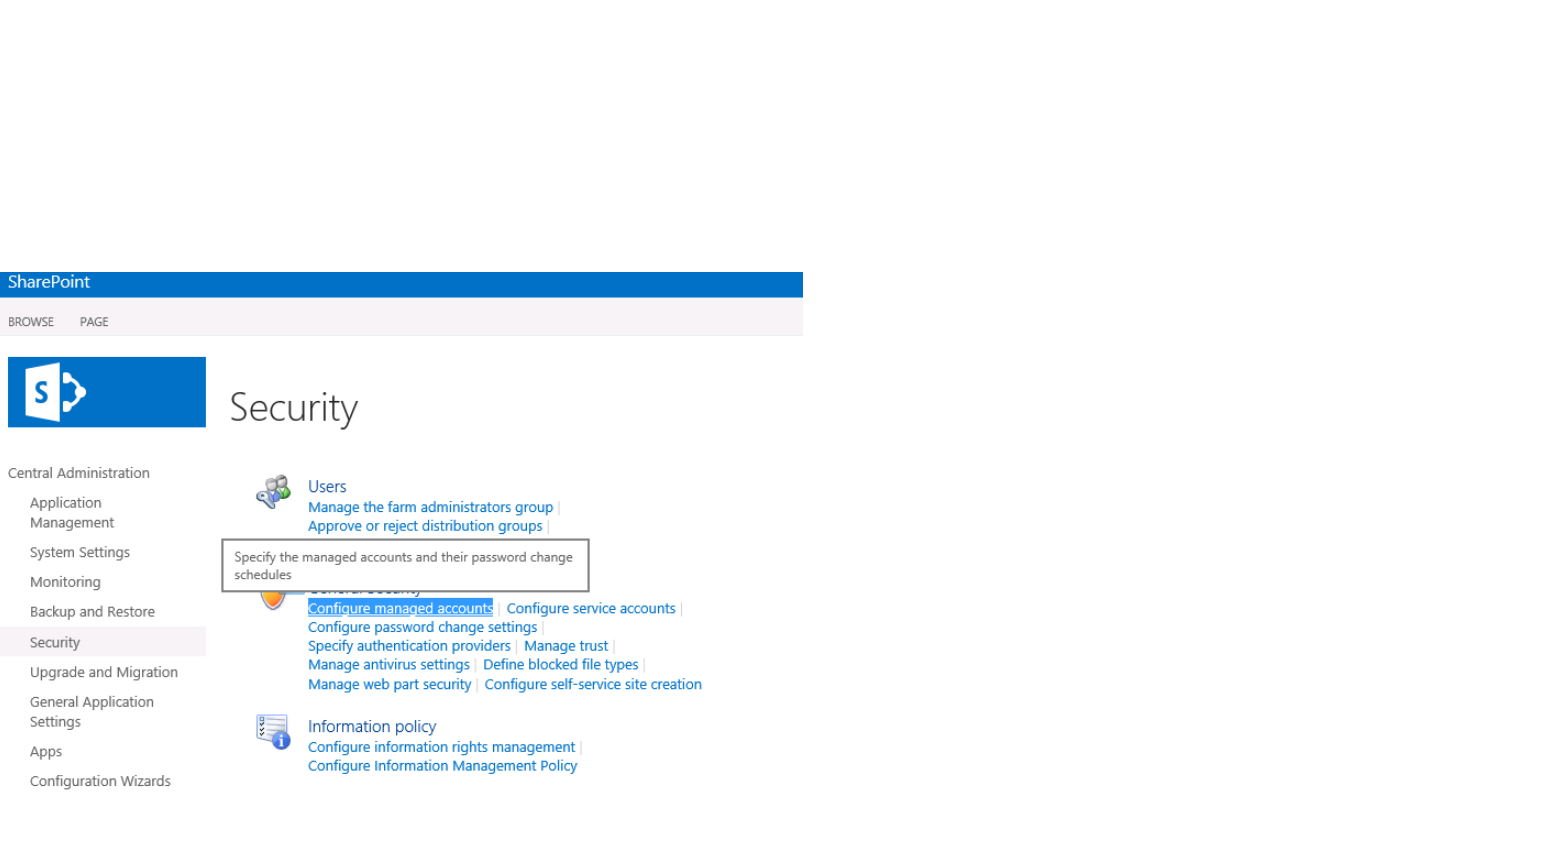 SharePoint
BROWSE PAGE
S
Security
Central Administration
Application
Management
System Settings
Monitoring
Backup and Restore
Security
Upgrade and Migration
General Application
Settings
Apps
Configuration Wizards
Users
Manage the farm administrators group |
Approve or reject distribution groups |
Specify the managed accounts and their password change
schedules
General Security
Configure managed accounts | Configure service accounts |
Configure password change settings |
Specify authentication providers | Manage trust |
Manage antivirus settings | Define blocked file types |
Manage web part security | Configure self-service site creation
Information policy
Configure information rights management |
Configure Information Management Policy